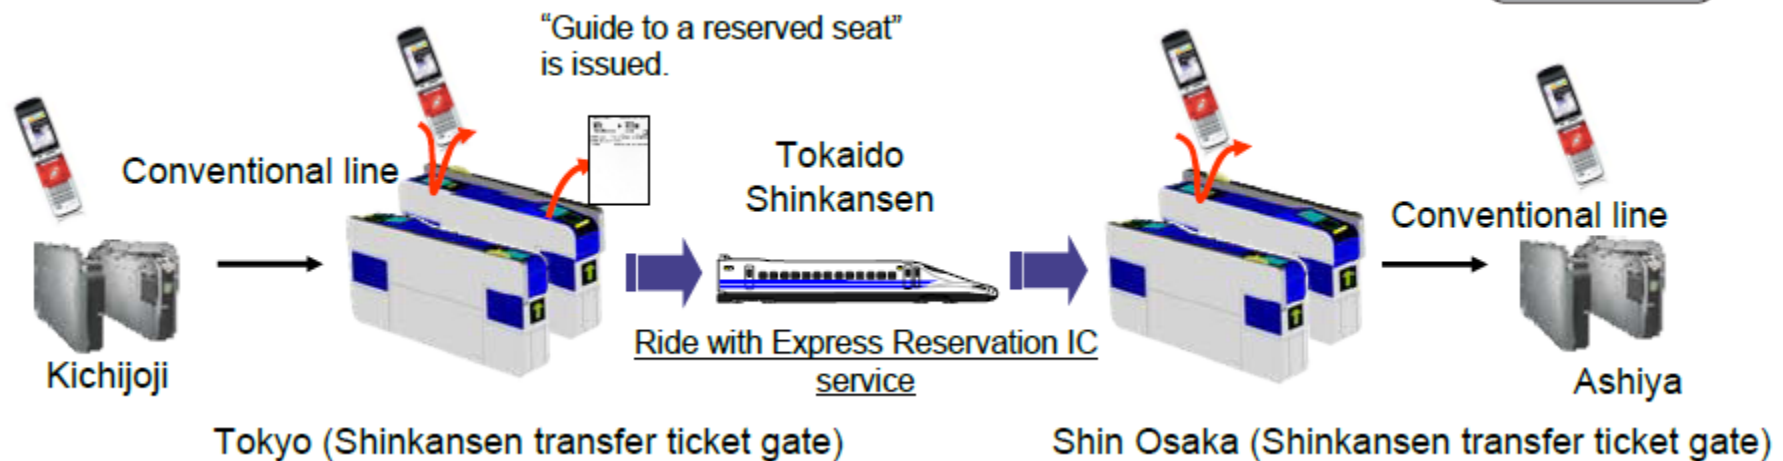 “Guide to a reserved seat”
is issued.
Conventional line
Tokaido
Shinkansen
Conventional line
Ride with Express Reservation IC
service
Kichijoji
Ashiya
Tokyo (Shinkansen transfer ticket gate)
Shin Osaka (Shinkansen transfer ticket gate)